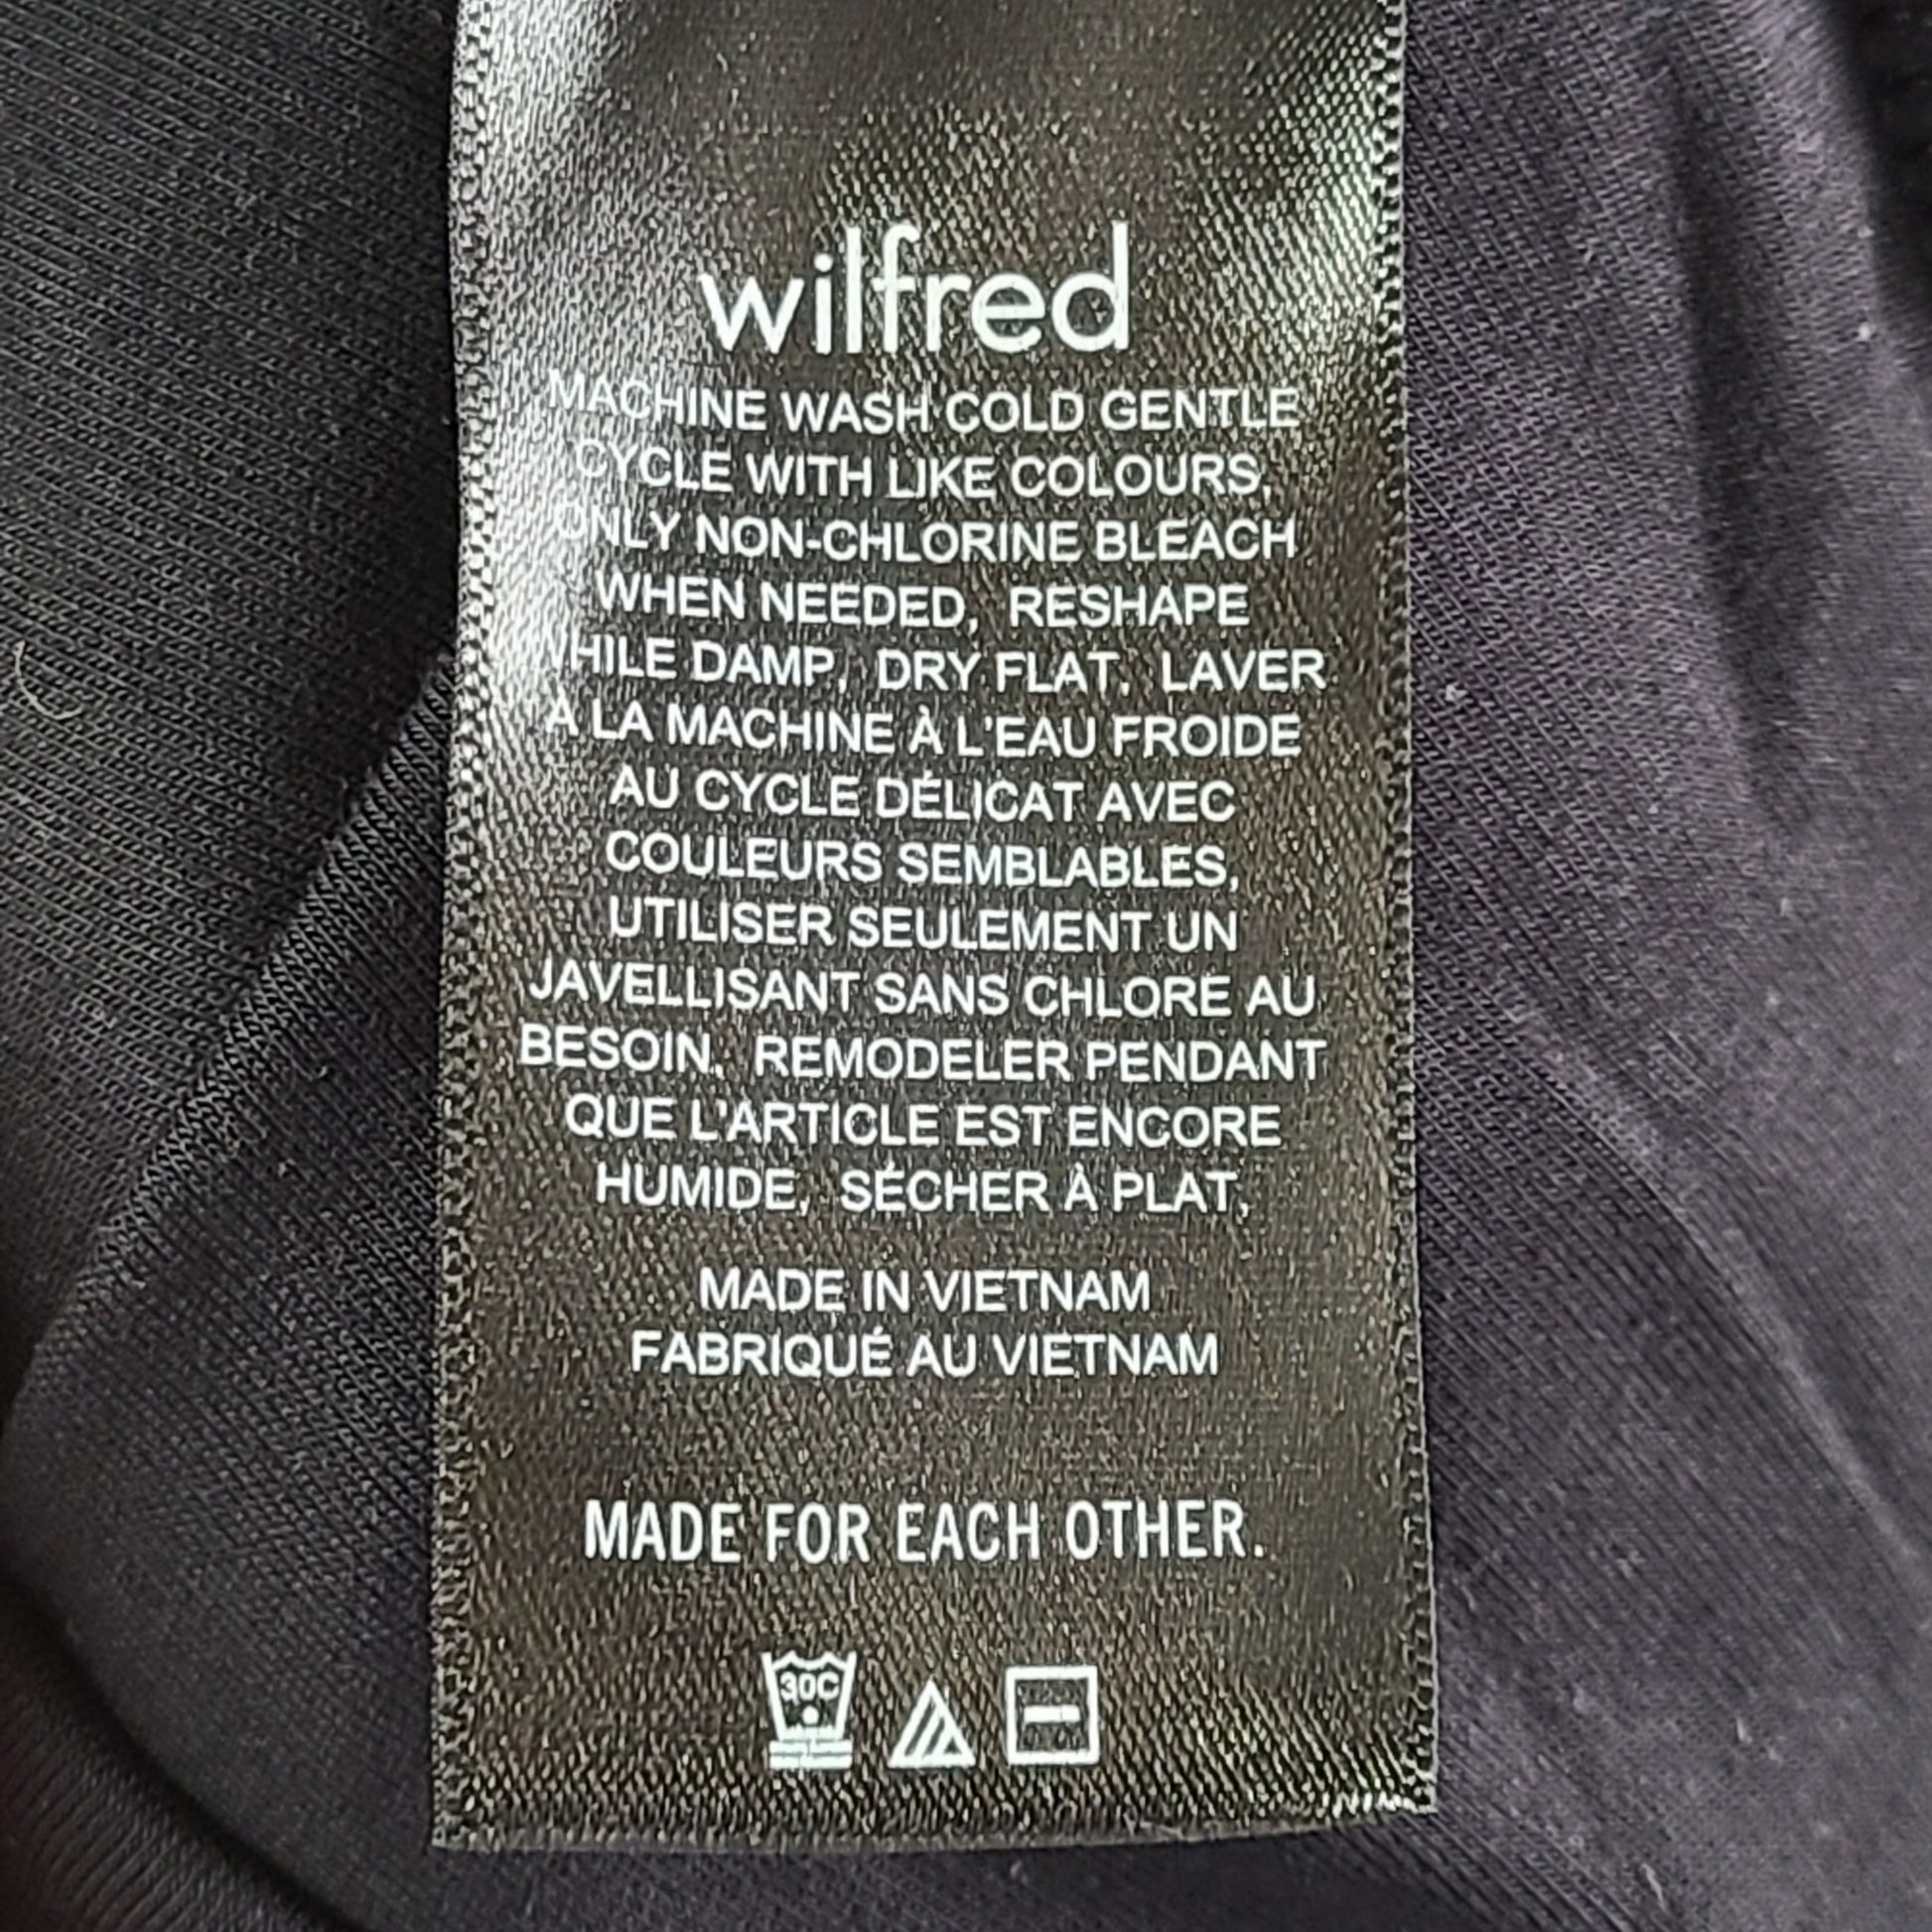 wilfred
MACHINE WASH COLD GENTLE
CYCLE WITH LIKE COLOURS,
ONLY NON-CHLORINE BLEACH
WHEN NEEDED, RESHAPE
WHILE DAMP, DRY FLAT. LAVER
À LA MACHINE À L'EAU FROIDE
AU CYCLE DÉLICAT AVEC
COULEURS SEMBLABLES,
UTILISER SEULEMENT UN
JAVELLISANT SANS CHLORE AU
BESOIN. REMODELER PENDANT
QUE L'ARTICLE EST ENCORE
HUMIDE, SÉCHER À PLAT,
MADE IN VIETNAM
FABRIQUÉ AU VIETNAM
MADE FOR EACH OTHER.
30C